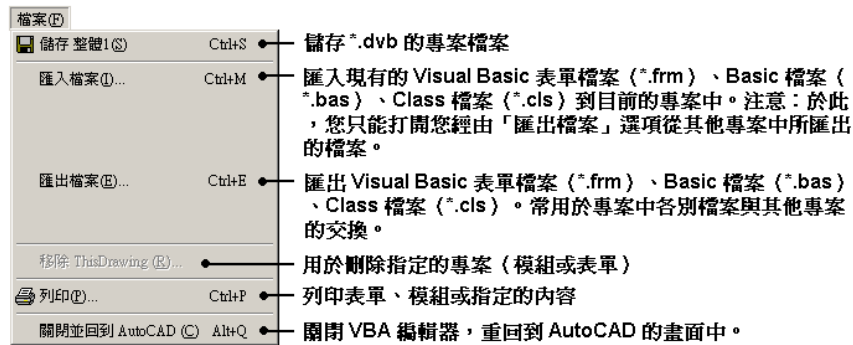 檔案(F)
儲存 整體1(S) Ctrl+S 儲存 *.dvb 的專案檔案
匯入檔案(I)... Ctrl+M 匯入現有的 Visual Basic 表單檔案（*.frm）、Basic 檔案（
*.bas）、Class 檔案（*.cls）到目前的專案中。注意：於此
，您只能打開您經由「匯出檔案」選項從其他專案中所匯出
的檔案。
匯出檔案(E)... Ctrl+E 匯出 Visual Basic 表單檔案（*.frm）、Basic 檔案（*.bas）
、Class 檔案（*.cls）。常用於專案中各別檔案與其他專案
的交換。
移除 ThisDrawing (R)... 用於刪除指定的專案（模組或表單）
列印(P)... Ctrl+P 列印表單、模組或指定的內容
關閉並回到 AutoCAD (C) Alt+Q 關閉 VBA 編輯器，重回到 AutoCAD 的畫面中。